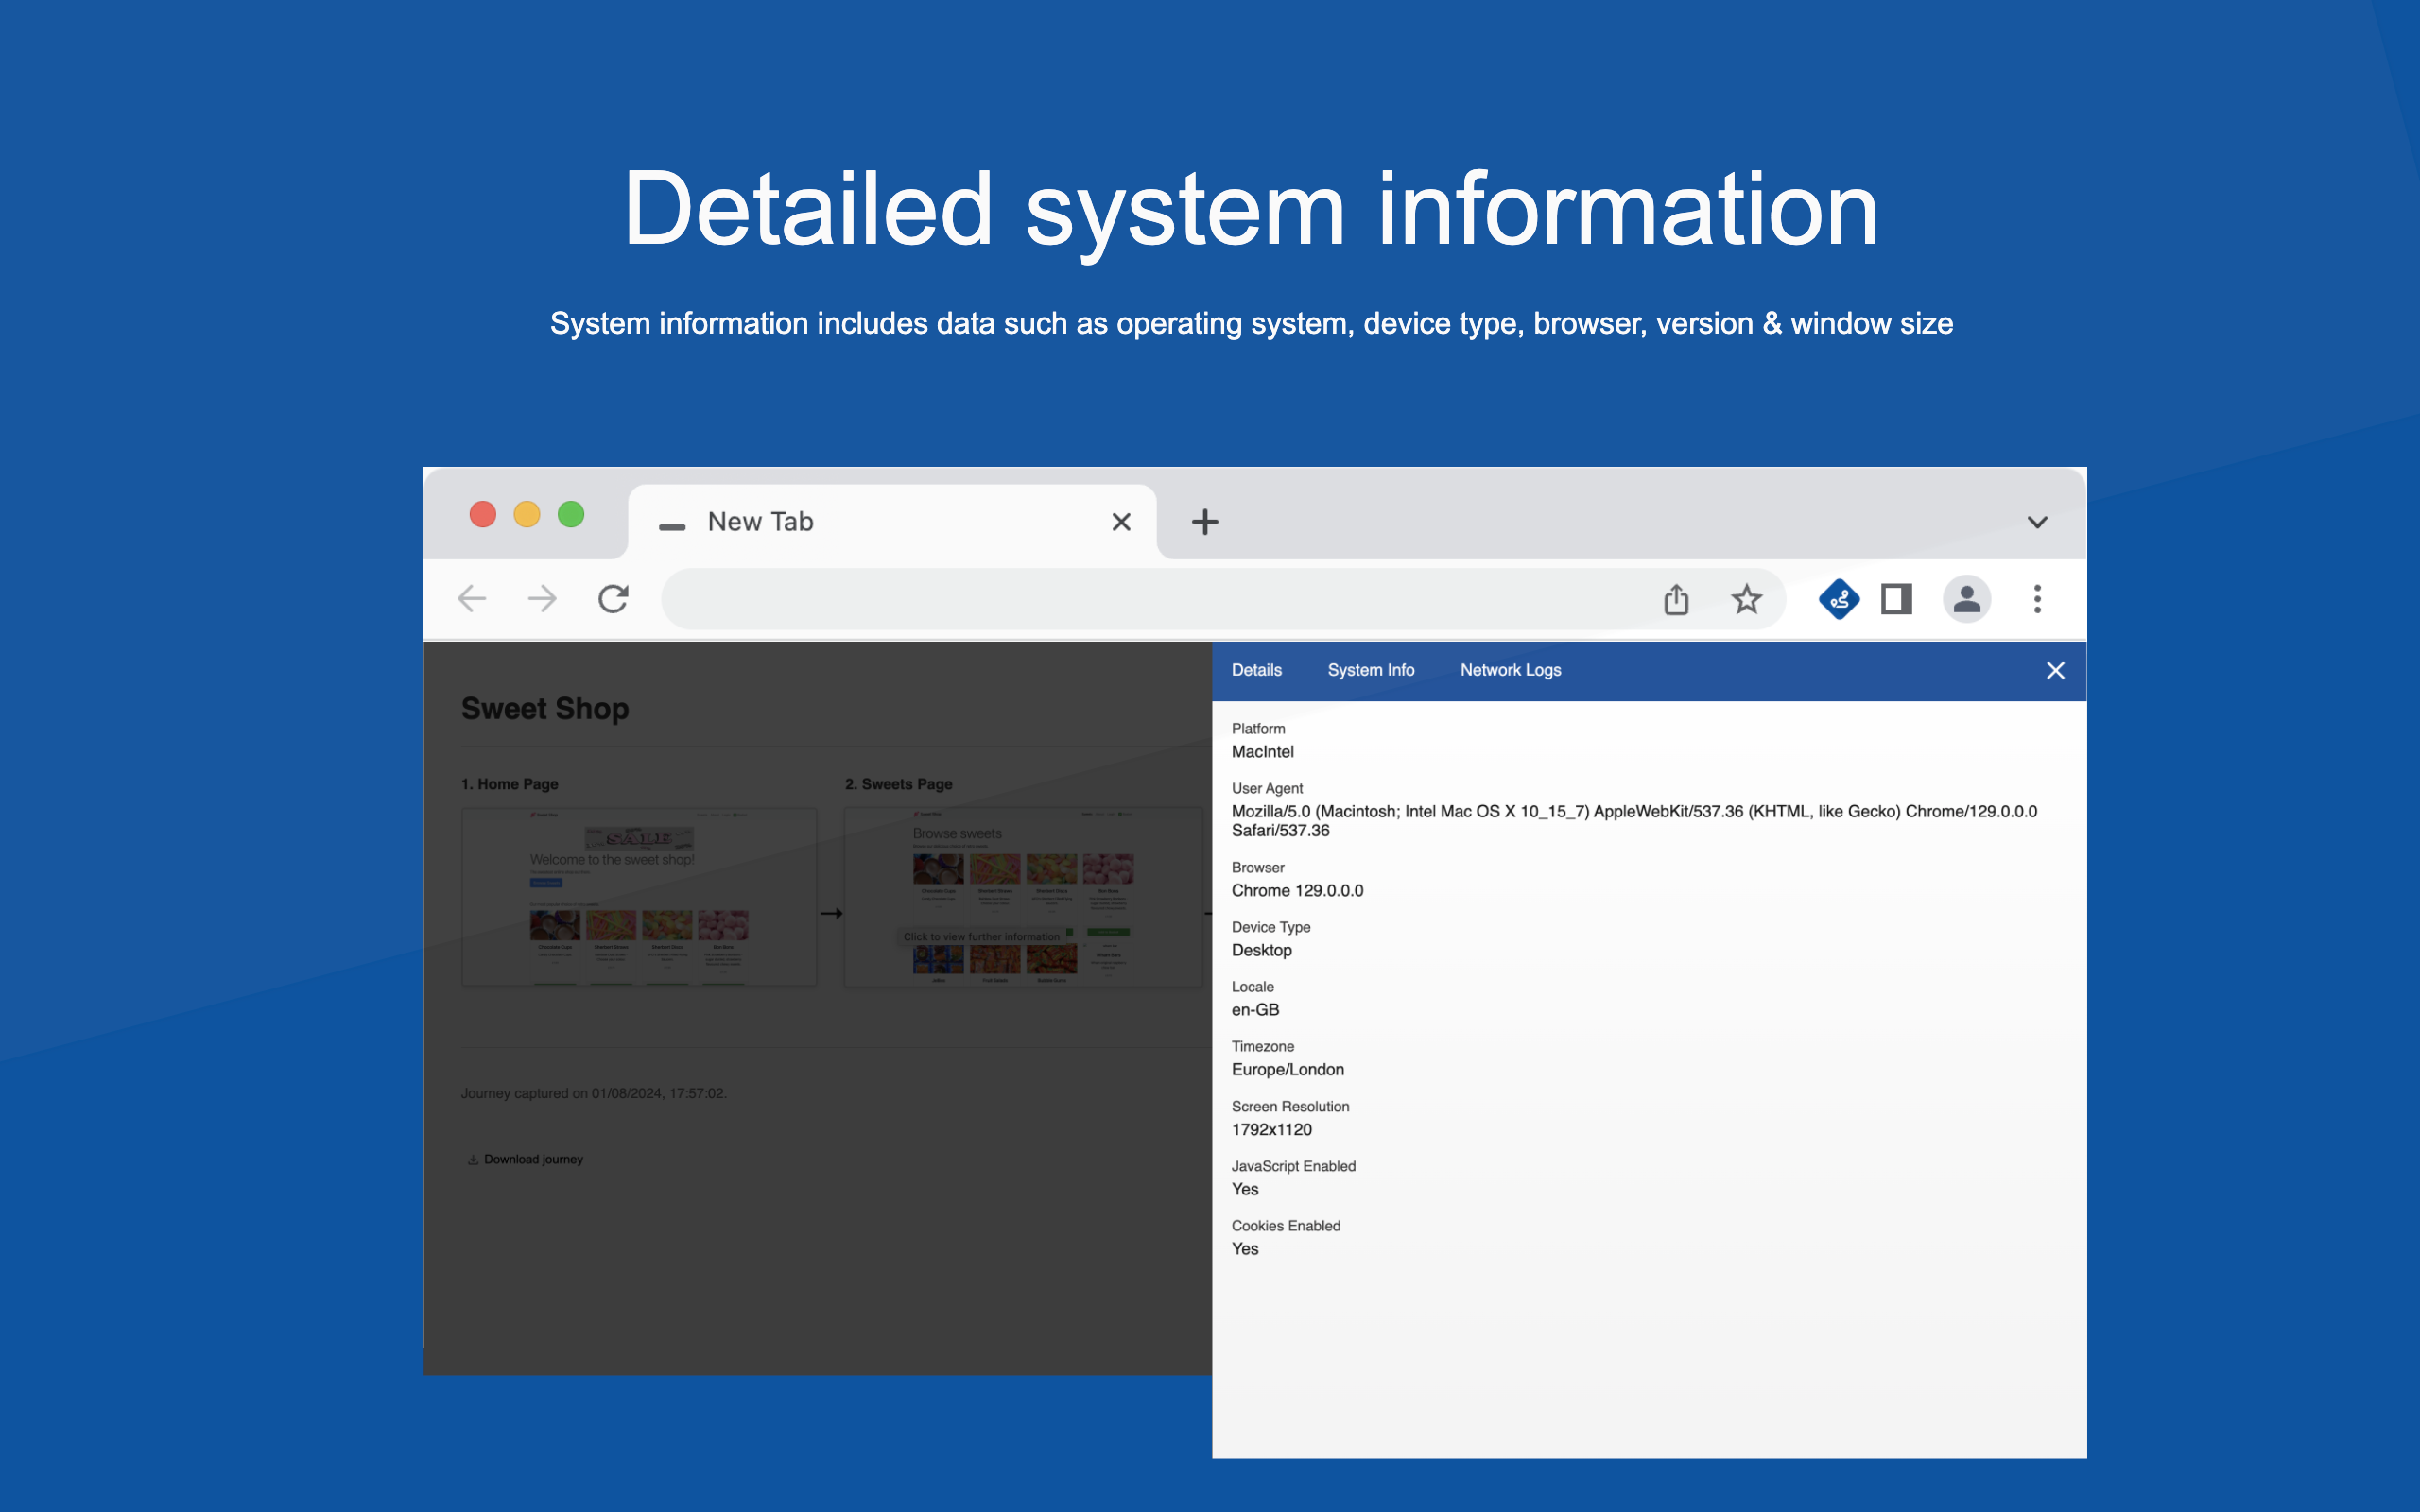 Detailed system information
System information includes data such as operating system, device type, browser, version & window size
New Tab
Details System Info Network Logs
Sweet Shop
1. Home Page
2. Sweets Page
SALE
Welcome to the sweet shop!
Browse sweets
Chocolate Cups
Click to view further information
Journey captured on 01/08/2024, 17:57:02.
Download journey
Platform
MacIntel
User Agent
Mozilla/5.0 (Macintosh; Intel Mac OS X 10_15_7) AppleWebKit/537.36 (KHTML, like Gecko) Chrome/129.0.0.0
Safari/537.36
Browser
Chrome 129.0.0.0
Device Type
Desktop
Locale
en-GB
Timezone
Europe/London
Screen Resolution
1792x1120
JavaScript Enabled
Yes
Cookies Enabled
Yes